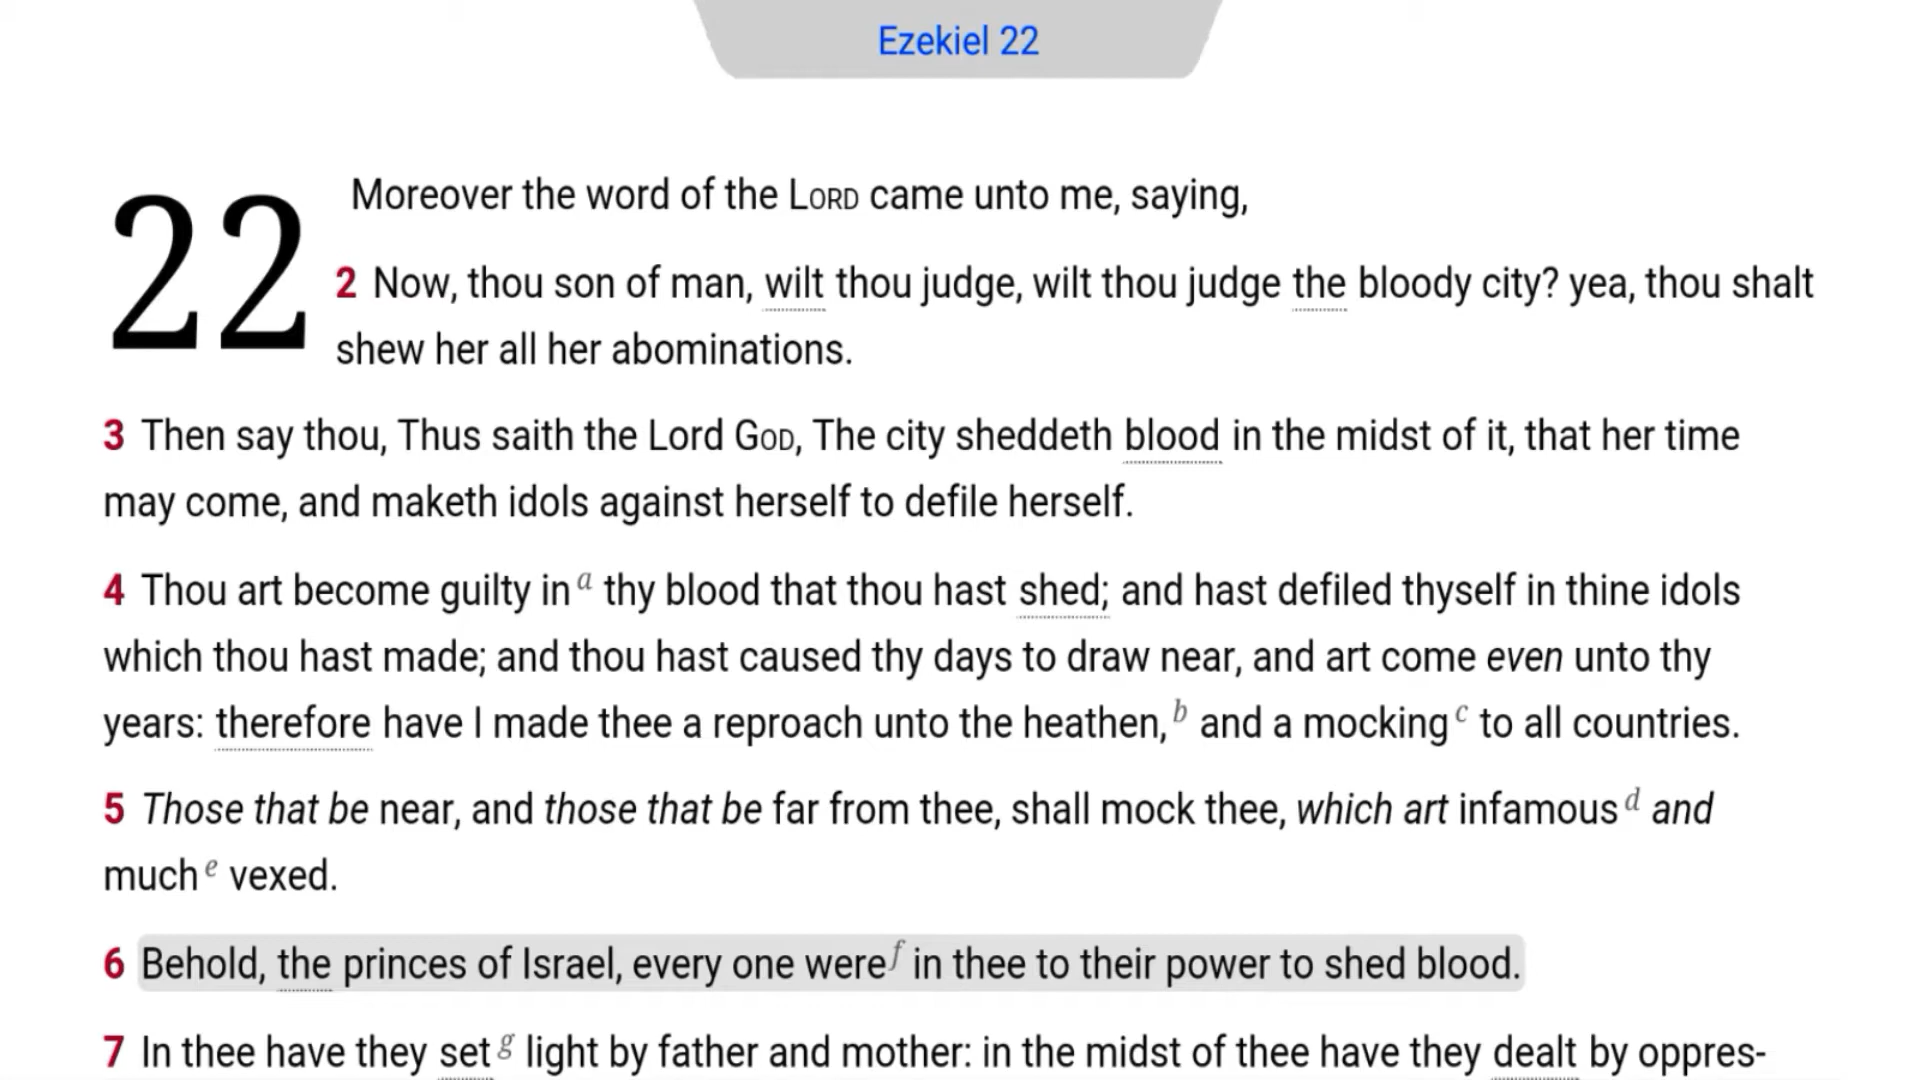 Ezekiel 22
22 Moreover the word of the LORD came unto me, saying,
2 Now, thou son of man, wilt thou judge, wilt thou judge the bloody city? yea, thou shalt
shew her all her abominations.
3 Then say thou, Thus saith the Lord GOD, The city sheddeth blood in the midst of it, that her time
may come, and maketh idols against herself to defile herself.
4 Thou art become guilty in a thy blood that thou hast shed; and hast defiled thyself in thine idols
which thou hast made; and thou hast caused thy days to draw near, and art come even unto thy
years: therefore have I made thee a reproach unto the heathen, b and a mocking c to all countries.
5 Those that be near, and those that be far from thee, shall mock thee, which art infamous d and
much e vexed.
6 Behold, the princes of Israel, every one were f in thee to their power to shed blood.
7 In thee have they set g light by father and mother: in the midst of thee have they dealt by oppres-